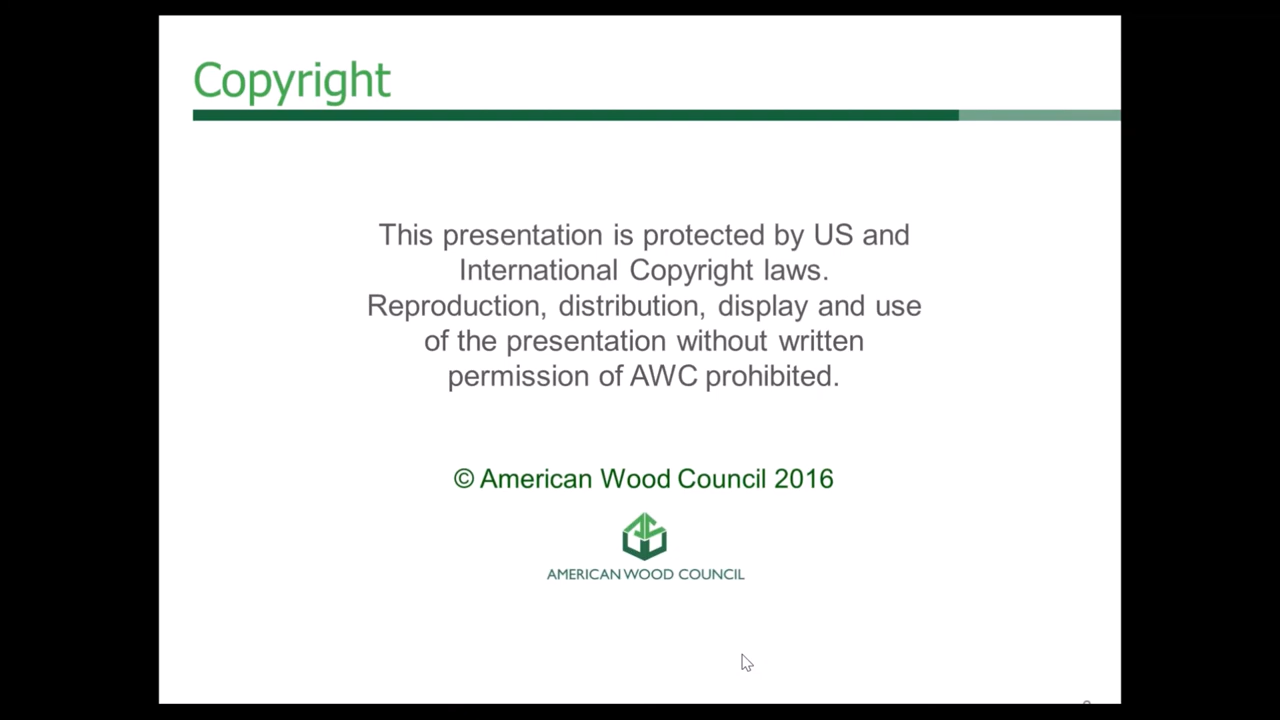 Copyright
This presentation is protected by US and
International Copyright laws.
Reproduction, distribution, display and use
of the presentation without written
permission of AWC prohibited.
© American Wood Council 2016
AMERICAN WOOD COUNCIL